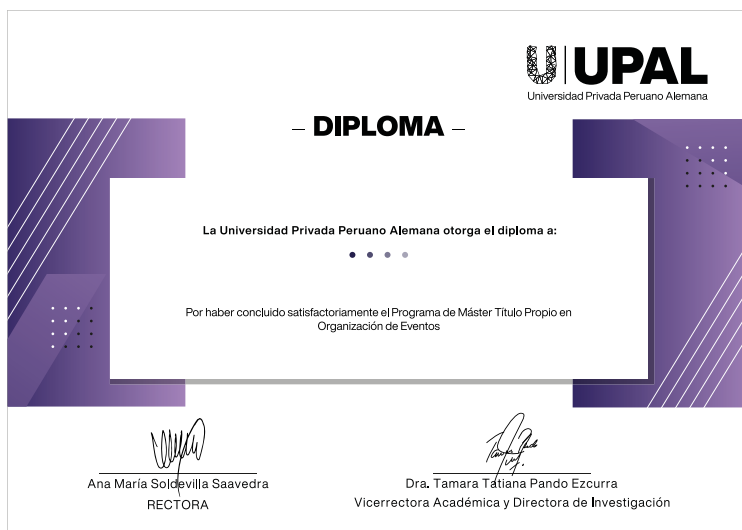 UPAL
Universidad Privada Peruano Alemana
– DIPLOMA –
La Universidad Privada Peruano Alemana otorga el diploma a:
Por haber concluido satisfactoriamente el Programa de Máster Título Propio en
Organización de Eventos
Ana María Soldevilla Saavedra
RECTORA
Dra. Tamara Tatiana Pando Ezcurra
Vicerrectora Académica y Directora de Investigación